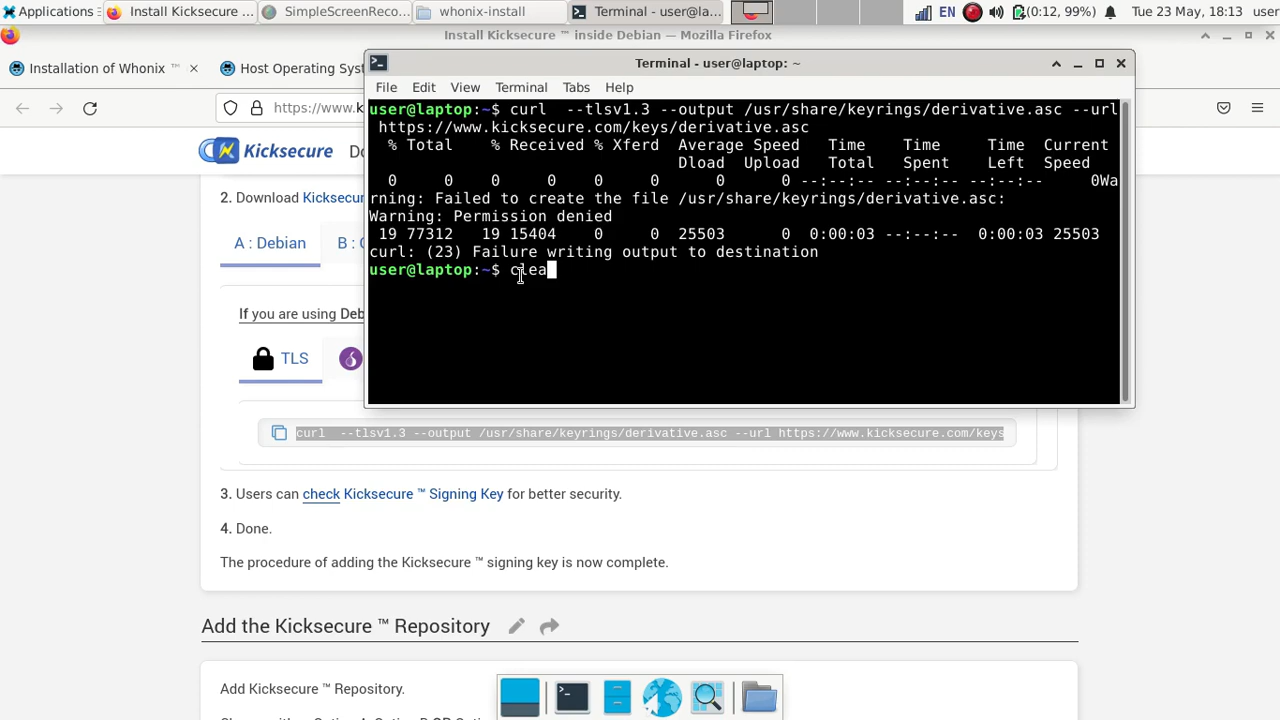 Applications
Install Kicksecure ™ ...
SimpleScreenReco...
whonix-install
Terminal - user@la...
EN
(0:12, 99%)
Tue 23 May, 18:13
user
Install Kicksecure ™ inside Debian — Mozilla Firefox
Installation of Whonix ™
Host Operating Sys
https://www.k
Kicksecure
Do
2. Download Kicksecu
A : Debian
B : 
If you are using Deb
TLS
curl  --tlsv1.3 --output /usr/share/keyrings/derivative.asc --url https://www.kicksecure.com/keys
3. Users can check Kicksecure ™ Signing Key for better security.
4. Done.
The procedure of adding the Kicksecure ™ signing key is now complete.
Add the Kicksecure ™ Repository
Add Kicksecure ™ Repository.
Terminal - user@laptop: ~
File Edit View Terminal Tabs Help
user@laptop:~$ curl  --tlsv1.3 --output /usr/share/keyrings/derivative.asc --url
 https://www.kicksecure.com/keys/derivative.asc
  % Total    % Received % Xferd  Average Speed   Time    Time     Time  Current
                                 Dload  Upload   Total   Spent    Left  Speed
  0     0    0     0    0     0      0      0 --:--:-- --:--:-- --:--:--     0Wa
rning: Failed to create the file /usr/share/keyrings/derivative.asc:
Warning: Permission denied
 19 77312   19 15404    0     0  25503      0  0:00:03 --:--:--  0:00:03 25503
curl: (23) Failure writing output to destination
user@laptop:~$ clea